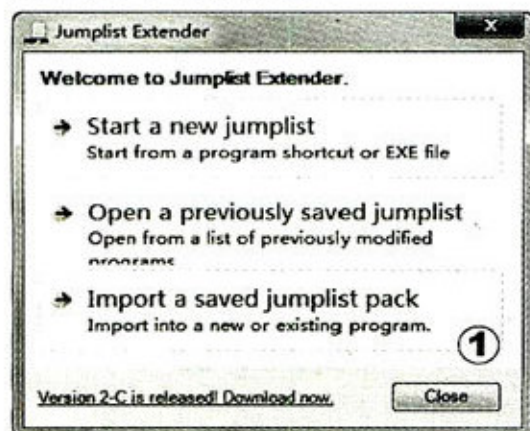 Jumplist Extender
x
Welcome to Jumplist Extender.
→ Start a new jumplist
Start from a program shortcut or EXE file
→ Open a previously saved jumplist
Open from a list of previously modified
programs
→ Import a saved jumplist pack
Import into a new or existing program.
①
Version 2-C is released! Download now.
Close